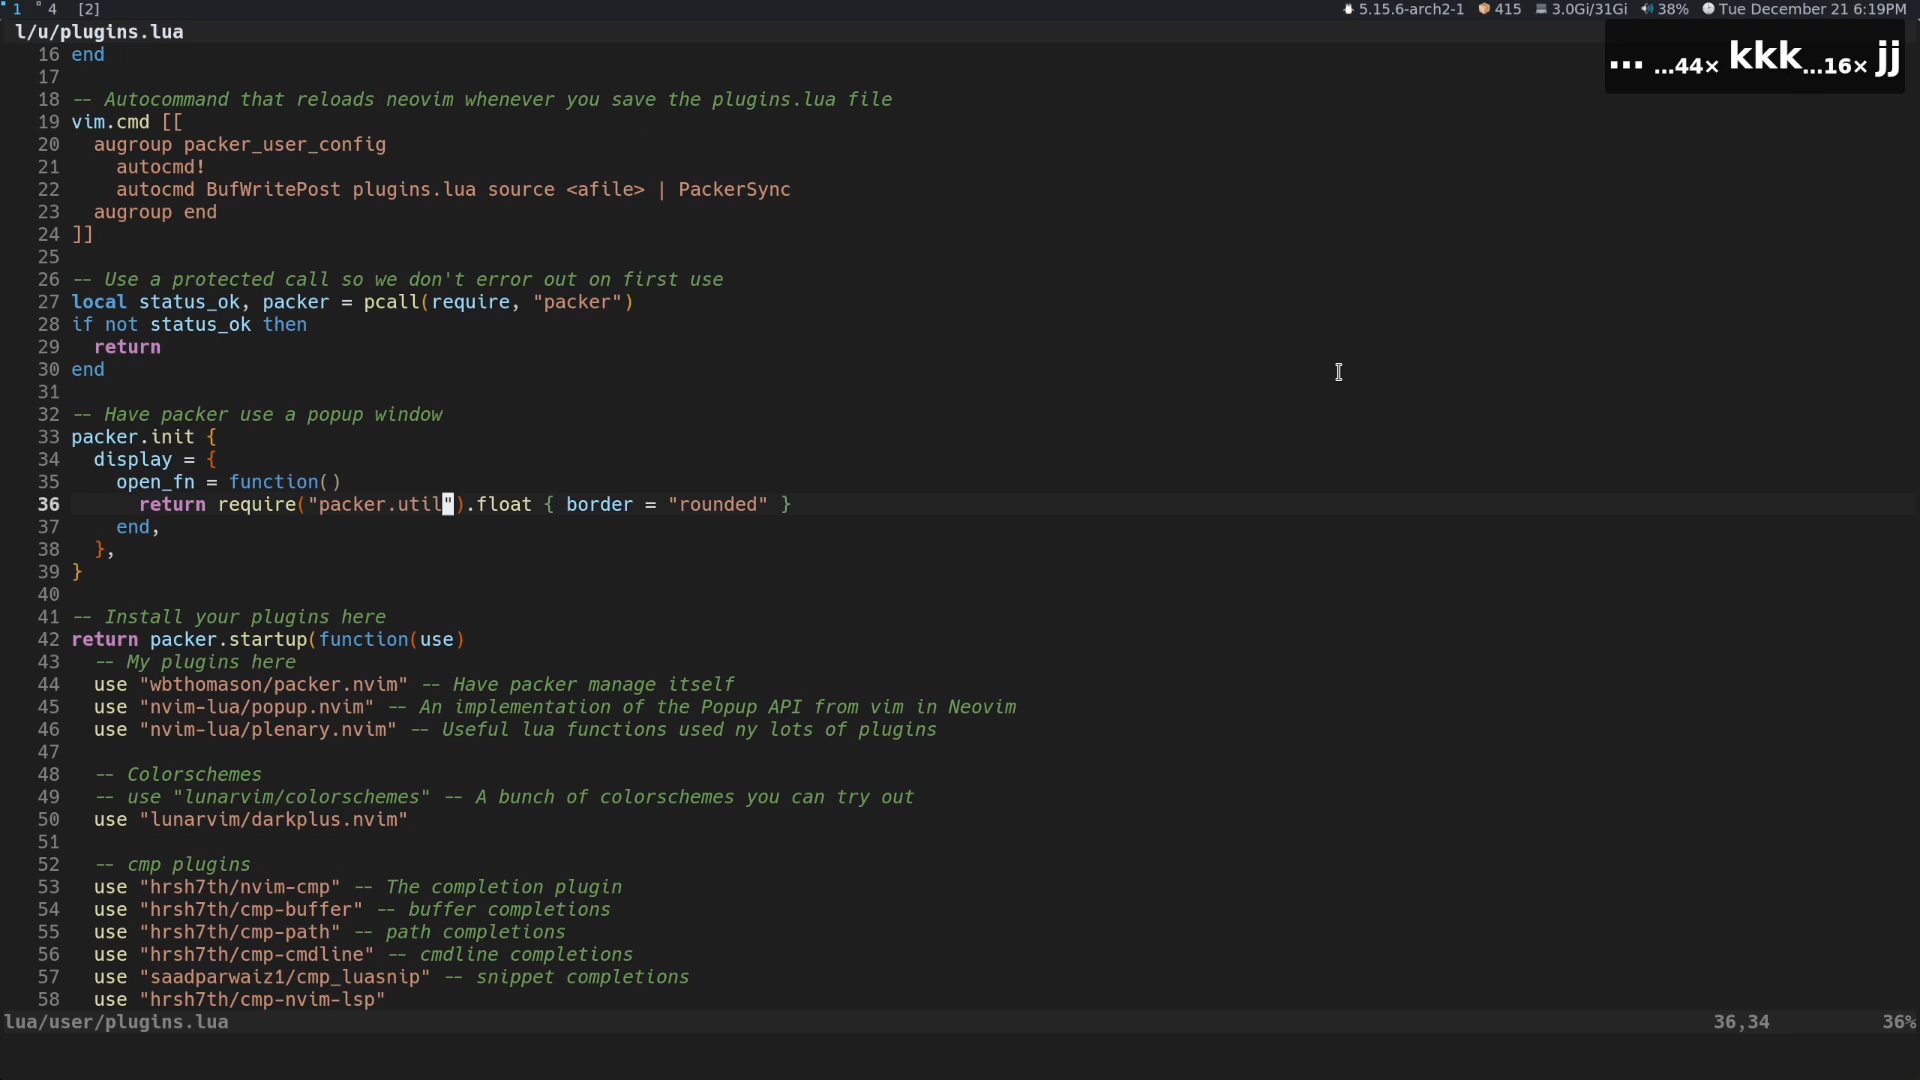 1 4 [2] 5.15.6-arch2-1 415 3.0Gi/31Gi 38% Tue December 21 6:19PM
l/u/plugins.lua
... ...44× kkk...16× jj
16 end
17
18 -- Autocommand that reloads neovim whenever you save the plugins.lua file
19 vim.cmd [[
20 augroup packer_user_config
21 autocmd!
22 autocmd BufWritePost plugins.lua source <afile> | PackerSync
23 augroup end
24 ]]
25
26 -- Use a protected call so we don't error out on first use
27 local status_ok, packer = pcall(require, "packer")
28 if not status_ok then
29 return
30 end
31
32 -- Have packer use a popup window
33 packer.init {
34 display = {
35 open_fn = function()
36 return require("packer.util").float { border = "rounded" }
37 end,
38 },
39 }
40
41 -- Install your plugins here
42 return packer.startup(function(use)
43 -- My plugins here
44 use "wbthomason/packer.nvim" -- Have packer manage itself
45 use "nvim-lua/popup.nvim" -- An implementation of the Popup API from vim in Neovim
46 use "nvim-lua/plenary.nvim" -- Useful lua functions used ny lots of plugins
47
48 -- Colorschemes
49 -- use "lunarvim/colorschemes" -- A bunch of colorschemes you can try out
50 use "lunarvim/darkplus.nvim"
51
52 -- cmp plugins
53 use "hrsh7th/nvim-cmp" -- The completion plugin
54 use "hrsh7th/cmp-buffer" -- buffer completions
55 use "hrsh7th/cmp-path" -- path completions
56 use "hrsh7th/cmp-cmdline" -- cmdline completions
57 use "saadparwaiz1/cmp_luasnip" -- snippet completions
58 use "hrsh7th/cmp-nvim-lsp"
lua/user/plugins.lua 36,34 36%